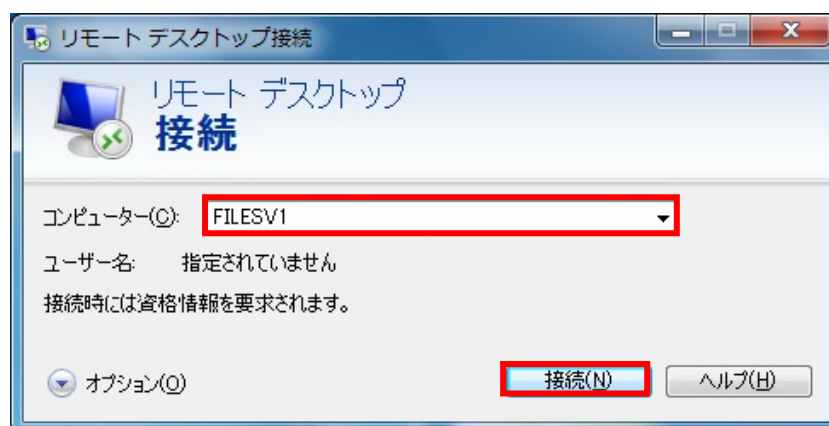 リモート デスクトップ接続
リモート デスクトップ
接続
コンピューター(C): FILESV1
ユーザー名: 指定されていません
接続時には資格情報を要求されます。
オプション(O) 接続(N) ヘルプ(H)